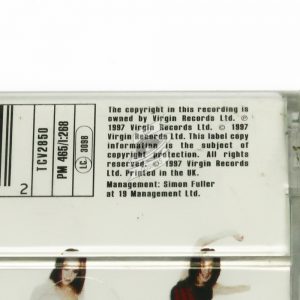 The copyright in this recording is
owned by Virgin Records Ltd. ℗
1997 Virgin Records Ltd. © 1997
Virgin Records Ltd. This label copy
information is the subject of
copyright protection. All rights
reserved. © 1997 Virgin Records
Ltd. Printed in the UK.
Management: Simon Fuller
at 19 Management Ltd.
TCV2850
PM 465/1:268
LC 3098
2